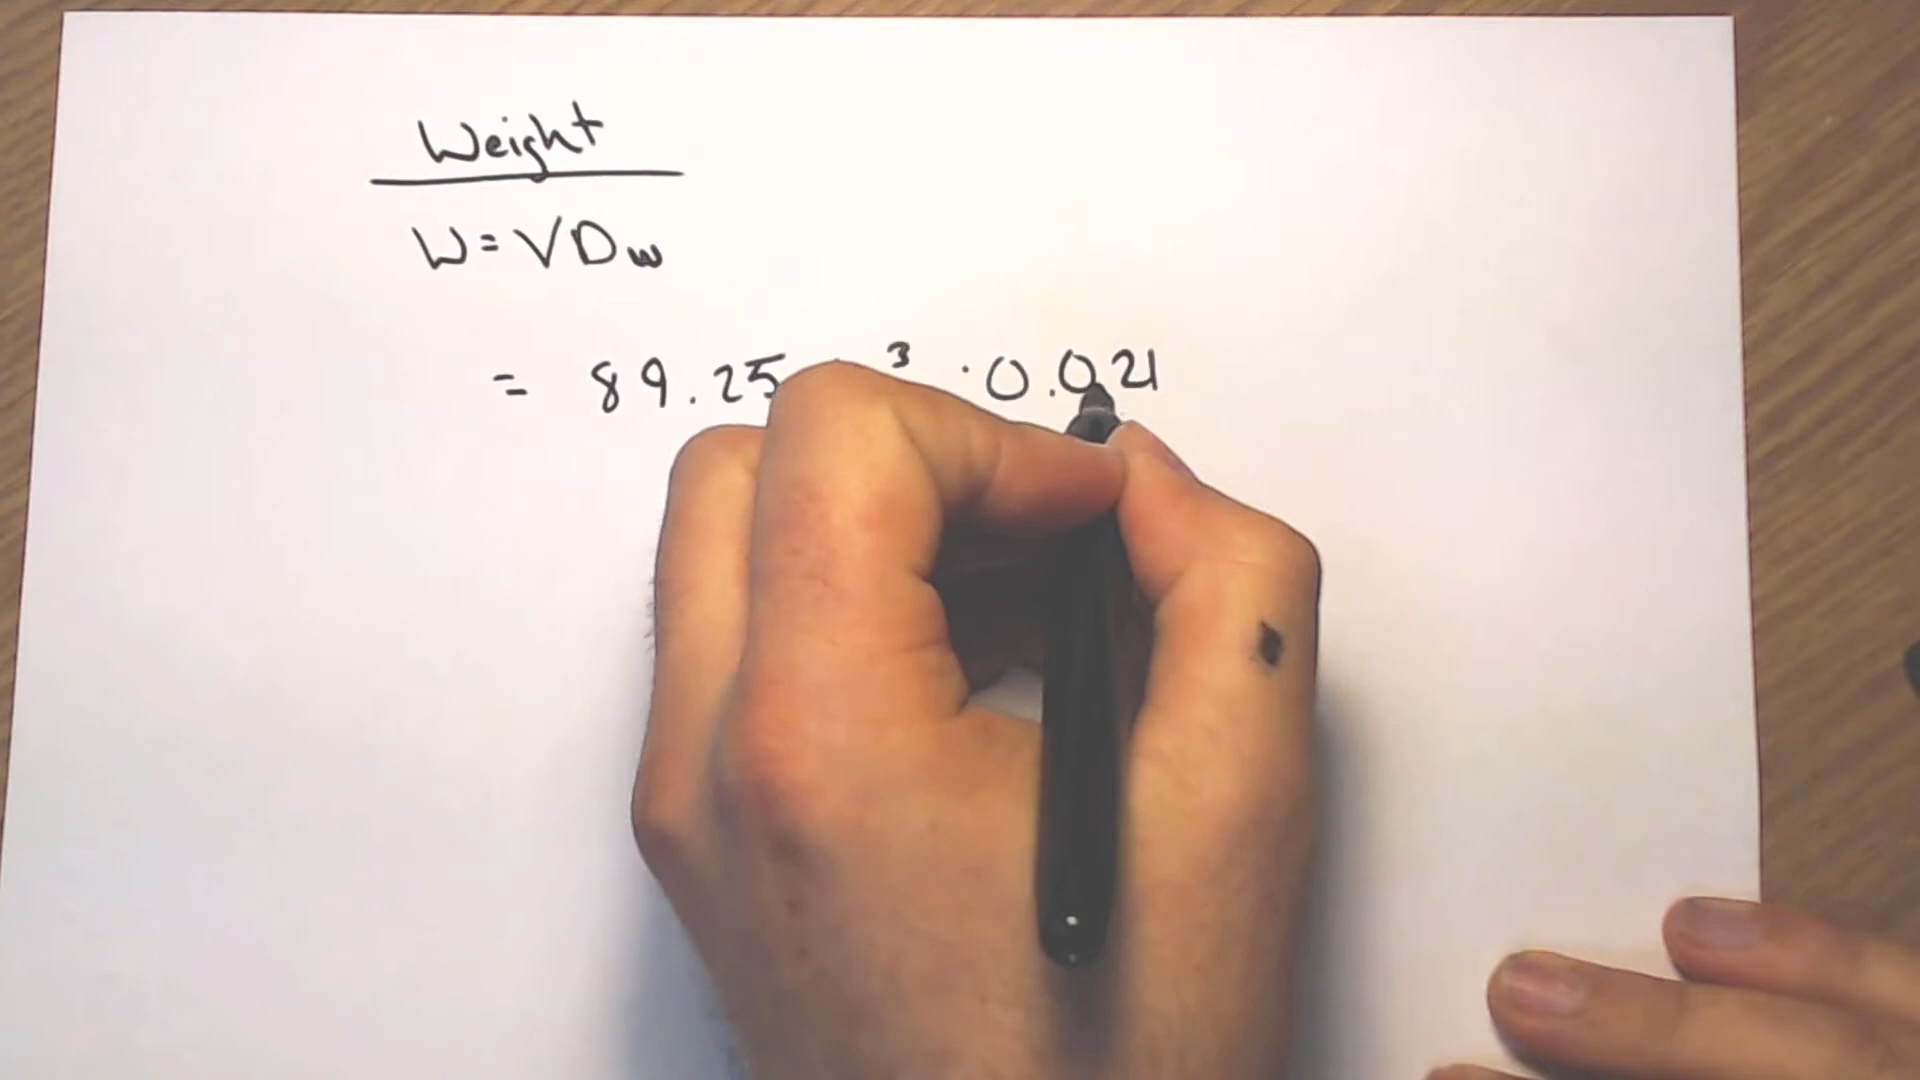 Weight
W = VDw
= 89.25 ³ · 0.021